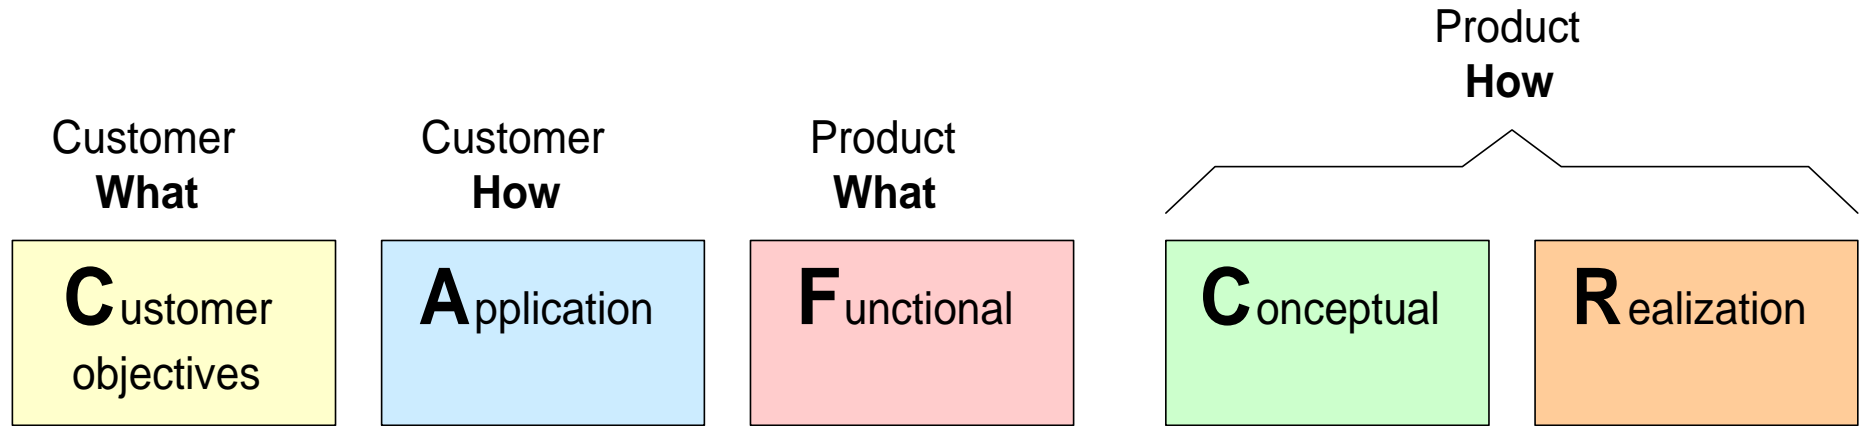 Product
How
Customer
What
Customer
How
Product
What
Customer
objectives
Application
Functional
Conceptual
Realization